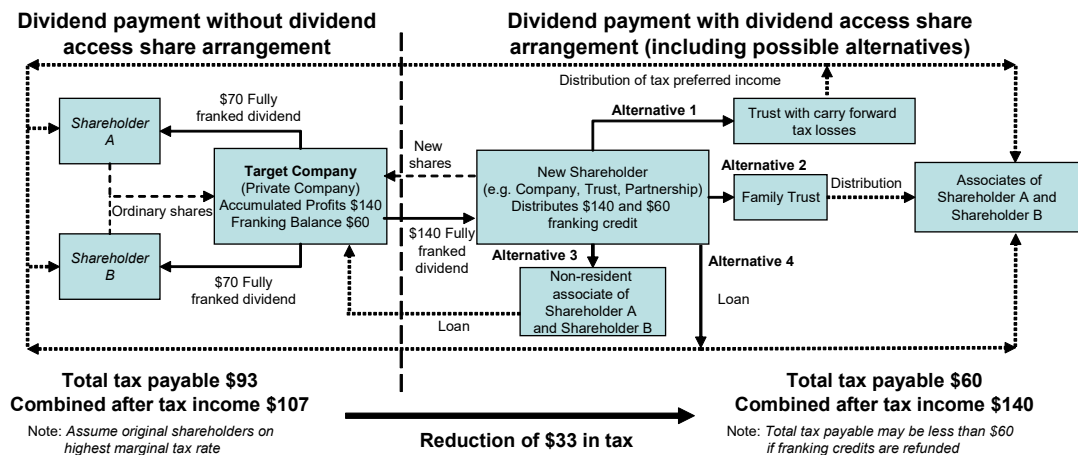 Dividend payment without dividend
access share arrangement
Dividend payment with dividend access share
arrangement (including possible alternatives)
Distribution of tax preferred income
$70 Fully
franked dividend
Shareholder
A
Ordinary shares
Shareholder
B
$70 Fully
franked dividend
Target Company
(Private Company)
Accumulated Profits $140
Franking Balance $60
New
shares
$140 Fully
franked
dividend
New Shareholder
(e.g. Company, Trust, Partnership)
Distributes $140 and $60
franking credit
Alternative 1
Trust with carry forward
tax losses
Alternative 2
Family Trust
Distribution
Associates of
Shareholder A and
Shareholder B
Alternative 3
Non-resident
associate of
Shareholder A
and Shareholder B
Loan
Alternative 4
Loan
Total tax payable $93
Combined after tax income $107
Note: Assume original shareholders on
highest marginal tax rate
Reduction of $33 in tax
Total tax payable $60
Combined after tax income $140
Note: Total tax payable may be less than $60
if franking credits are refunded